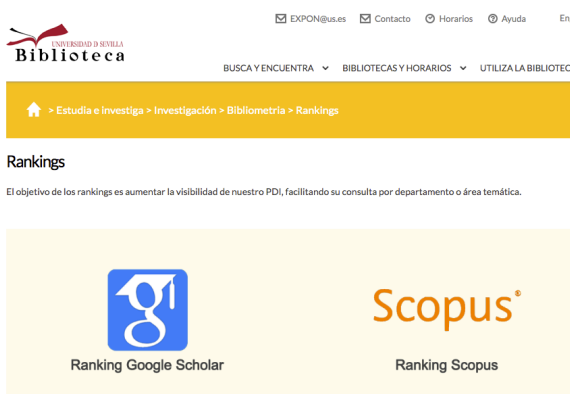 EXPON@us.es Contacto Horarios Ayuda En
UNIVERSIDAD D SEVILLA
Biblioteca
BUSCA Y ENCUENTRA BIBLIOTECAS Y HORARIOS UTILIZA LA BIBLIOTEC
> Estudia e investiga > Investigación > Bibliometría > Rankings
Rankings
El objetivo de los rankings es aumentar la visibilidad de nuestro PDI, facilitando su consulta por departamento o área temática.
g
Scopus®
Ranking Google Scholar
Ranking Scopus